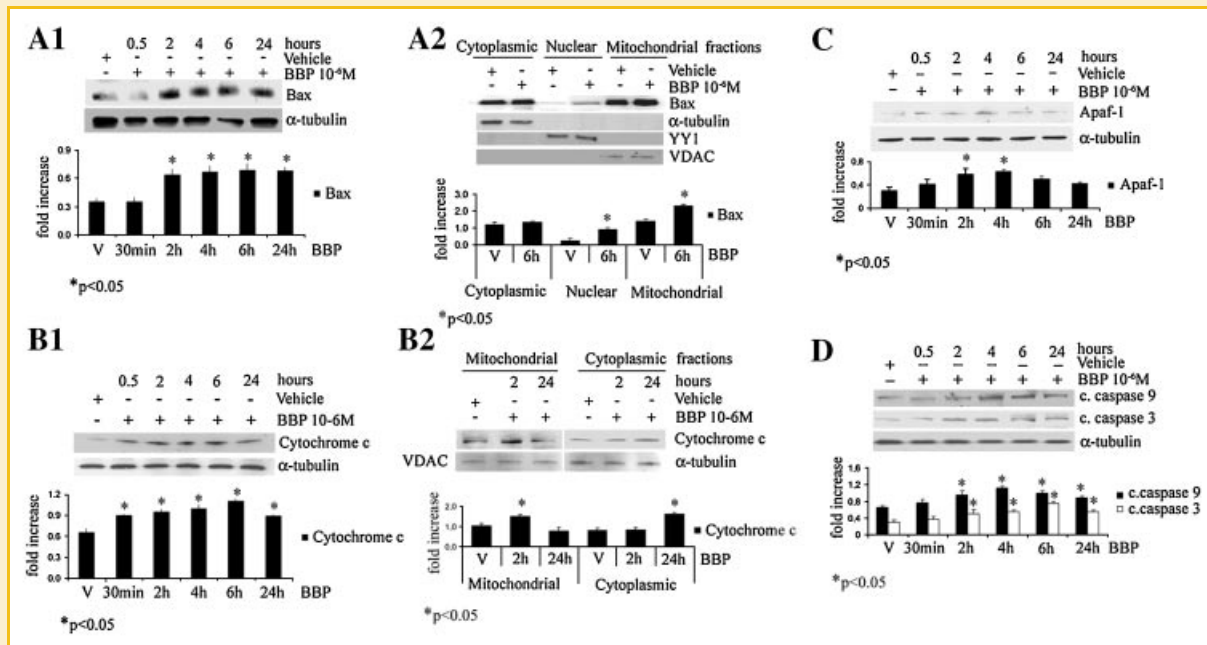 A1
0.5 2 4 6 24 hours
+ – – – – – Vehicle
– + + + + + BBP 10-6M
Bax
α-tubulin
fold increase
0.9
0.6
0.3
0.0
* * * *
Bax
V 30min 2h 4h 6h 24h BBP
*p<0.05
A2
Cytoplasmic Nuclear Mitochondrial fractions
+ – + – + – Vehicle
– + – + – + BBP 10-6M
Bax
α-tubulin
YY1
VDAC
fold increase
3.0
2.0
1.0
0.0
* *
Bax
V 6h V 6h V 6h BBP
Cytoplasmic Nuclear Mitochondrial
*p<0.05
C
0.5 2 4 6 24 hours
+ – – – – – Vehicle
– + + + + + BBP 10-6M
Apaf-1
α-tubulin
fold increase
0.8
0,4
0.0
* *
Apaf-1
V 30min 2h 4h 6h 24h BBP
*p<0.05
B1
0.5 2 4 6 24 hours
+ – – – – – Vehicle
- + + + + + BBP 10-6M
Cytochrome c
α-tubulin
fold increase
1.2
0.9
0.6
0.3
0.0
* * * * *
Cytochrome c
V 30min 2h 4h 6h 24h BBP
*p<0.05
B2
Mitochondrial Cytoplasmic fractions
2 24 2 24 hours
+ – – + – – Vehicle
- + + - + + BBP 10-6M
Cytochrome c
VDAC α-tubulin
fold increase
2.0
1.0
0.0
* *
Cytochrome c
V 2h 24h V 2h 24h BBP
Mitochondrial Cytoplasmic
*p<0.05
D
0.5 2 4 6 24 hours
+ – – – – – Vehicle
– + + + + + BBP 10-6M
c. caspase 9
c. caspase 3
α-tubulin
fold increase
1.6
1.2
0.8
0,4
0.0
* * * * * * * *
c.caspase 9
c.caspase 3
V 30min 2h 4h 6h 24h BBP
*p<0.05